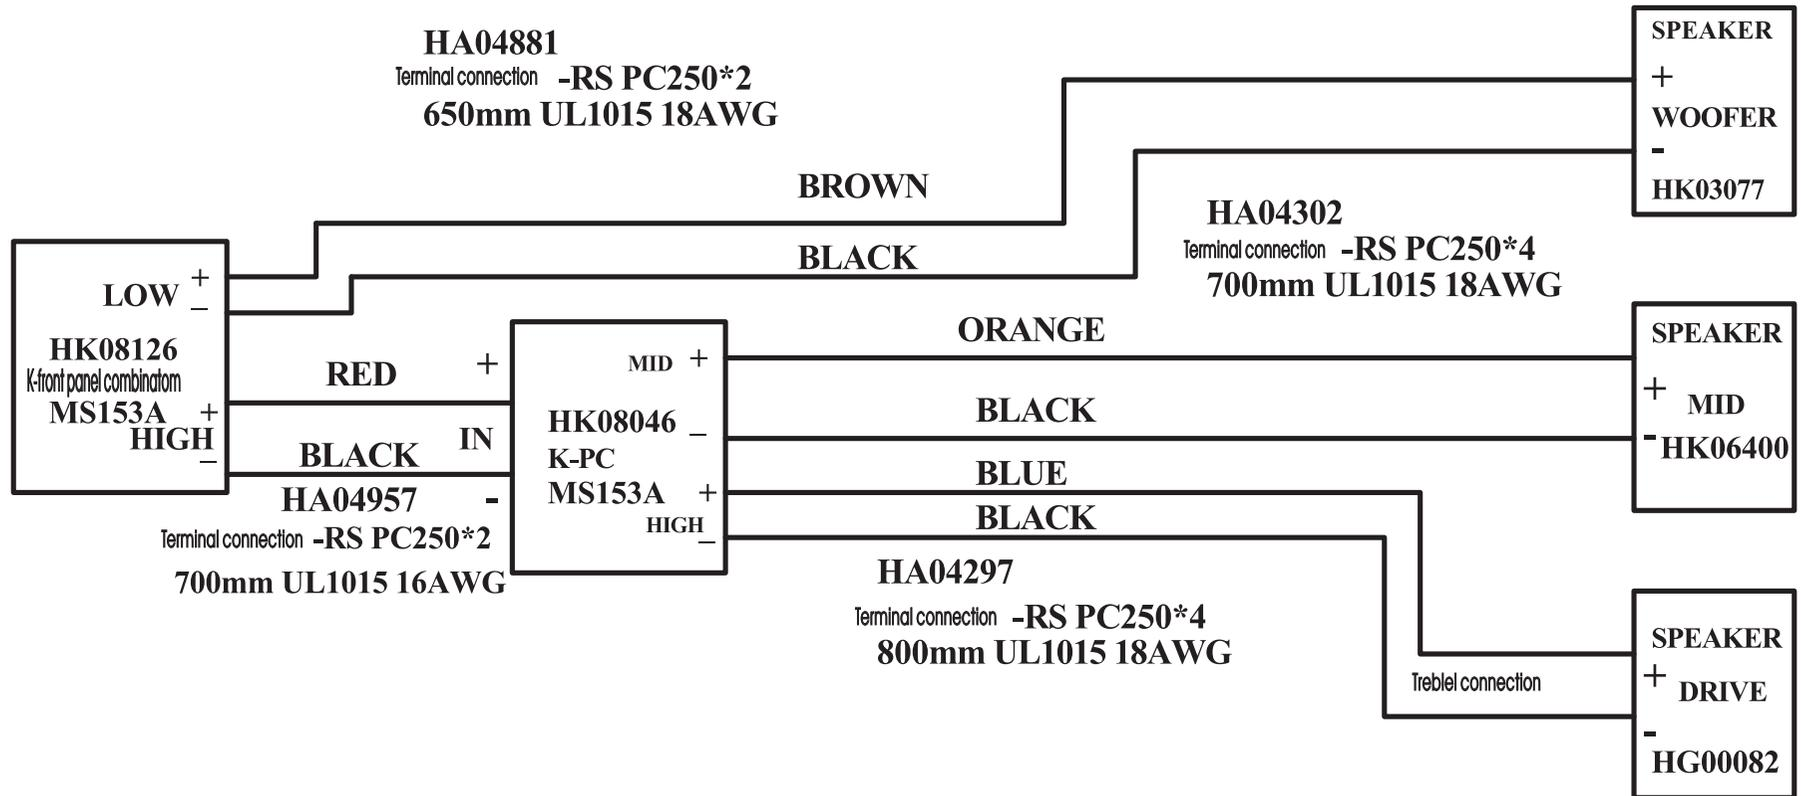 HA04881
Terminal connection -RS PC250*2
650mm UL1015 18AWG
BROWN
BLACK
SPEAKER
+
WOOFER
-
HK03077
HA04302
Terminal connection -RS PC250*4
700mm UL1015 18AWG
LOW +
−
HK08126
K-front panel combinatom
MS153A +
HIGH
−
RED
+
BLACK
IN
HA04957
-
Terminal connection -RS PC250*2
700mm UL1015 16AWG
MID +
HK08046 −
K-PC
MS153A +
HIGH −
ORANGE
BLACK
BLUE
BLACK
HA04297
Terminal connection -RS PC250*4
800mm UL1015 18AWG
SPEAKER
+
MID
-
HK06400
Treblel connection
SPEAKER
+
DRIVE
-
HG00082